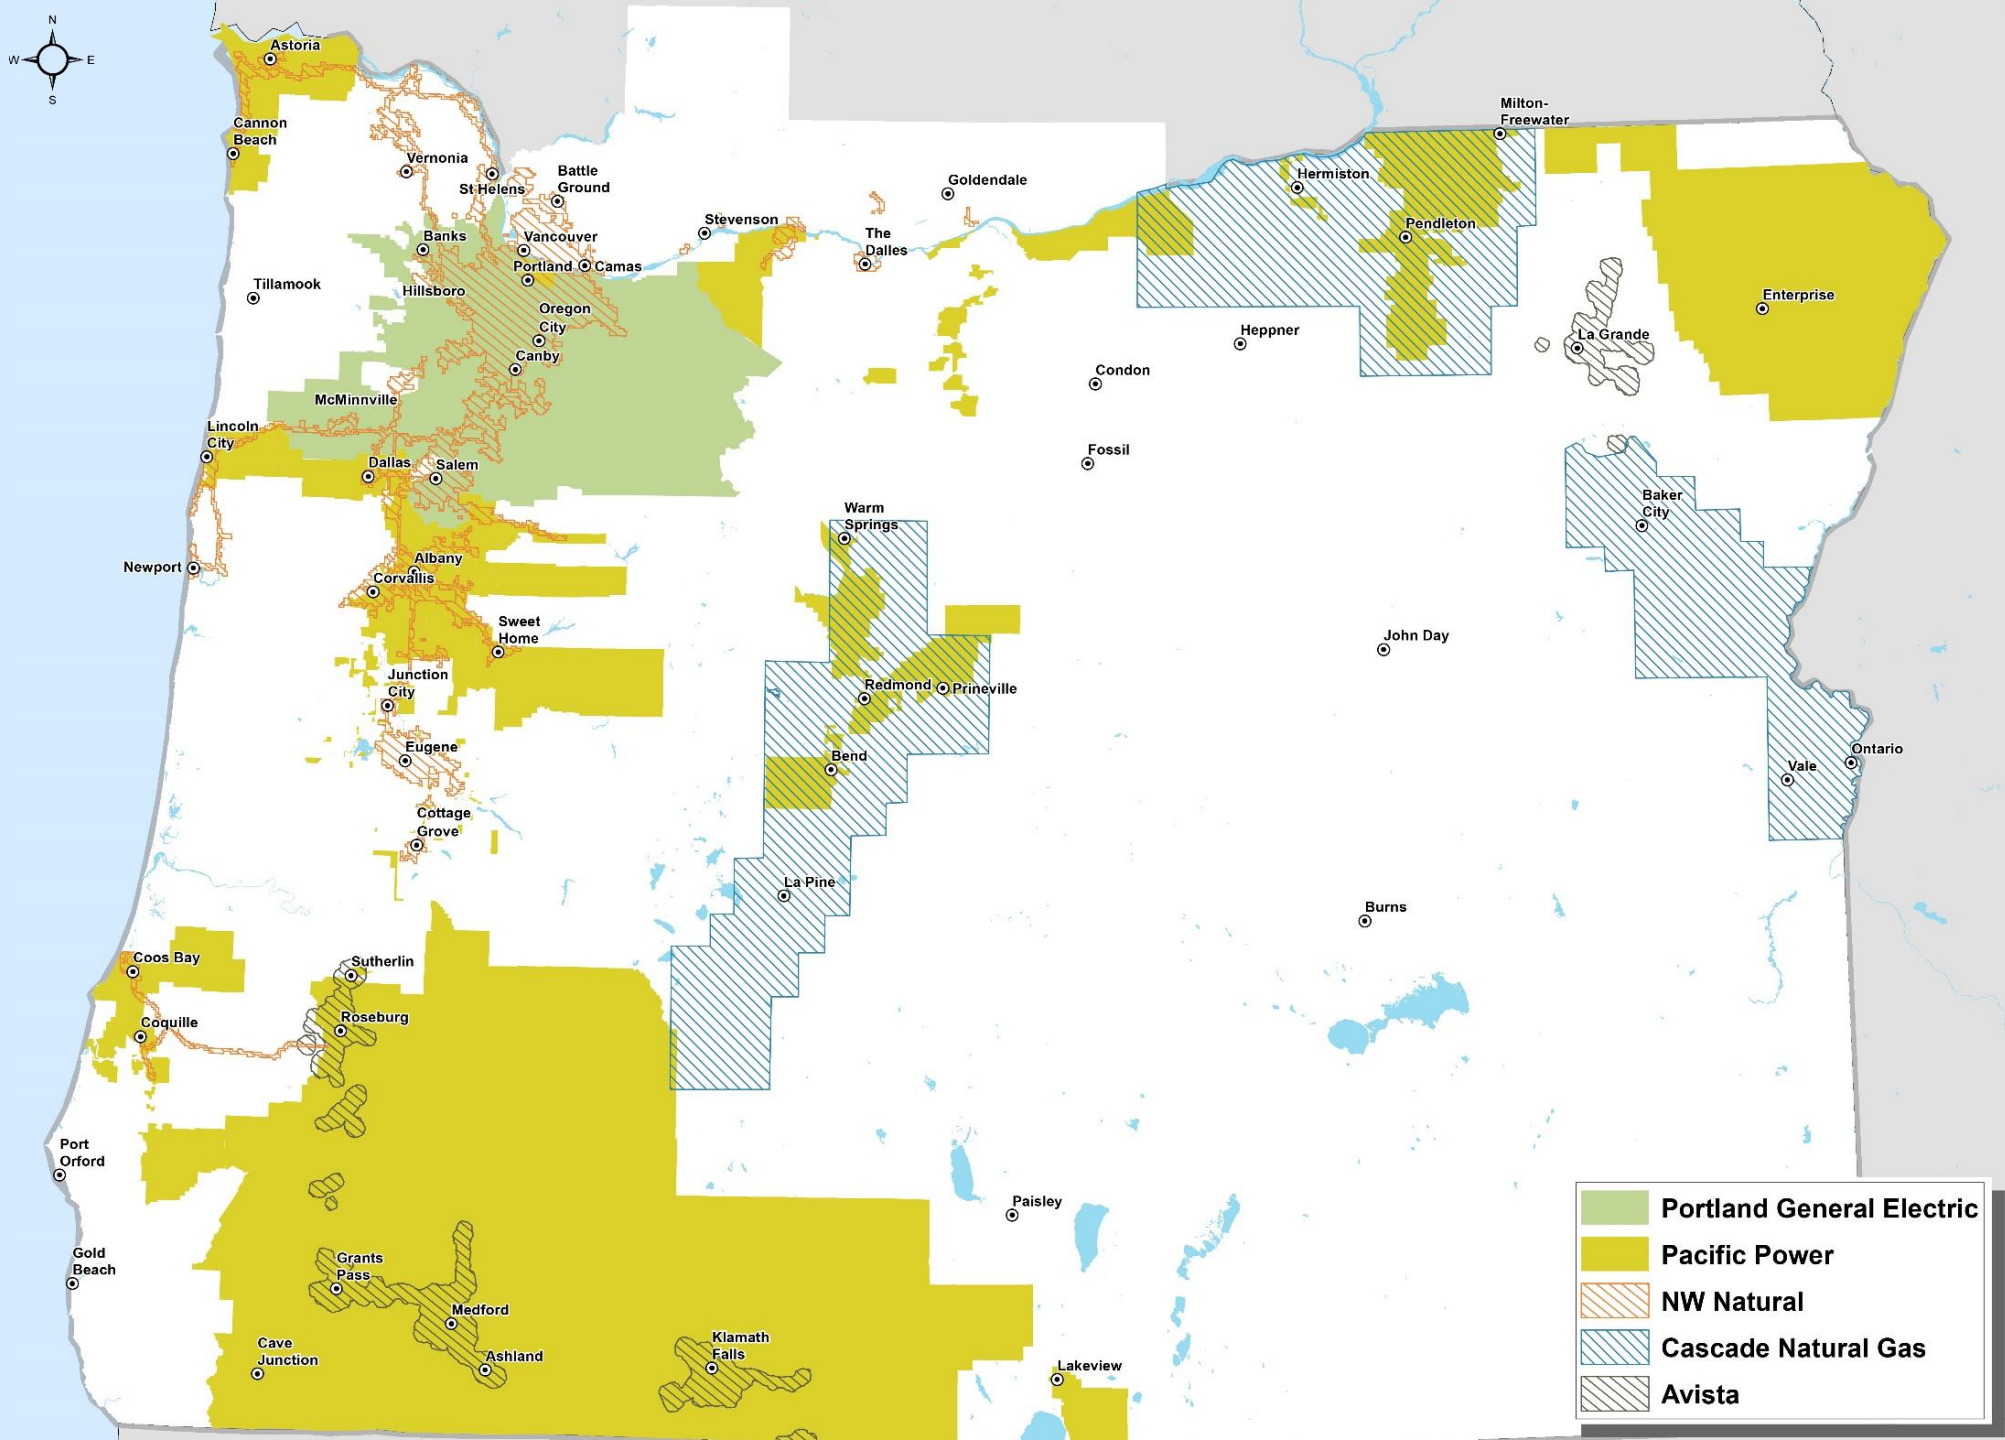 N
W
E
S
Astoria
Cannon
Beach
Vernonia
St Helens
Battle
Ground
Goldendale
Milton-
Freewater
Hermiston
Pendleton
Stevenson
The
Dalles
Banks
Vancouver
Portland
Camas
Hillsboro
Tillamook
Oregon
City
Canby
Enterprise
La Grande
Heppner
Condon
McMinnville
Lincoln
City
Dallas
Salem
Fossil
Baker
City
Warm
Springs
Newport
Albany
Corvallis
Sweet
Home
John Day
Junction
City
Redmond
Prineville
Eugene
Bend
Ontario
Vale
Cottage
Grove
La Pine
Burns
Coos Bay
Sutherlin
Coquille
Roseburg
Port
Orford
Paisley
Gold
Beach
Grants
Pass
Medford
Cave
Junction
Ashland
Klamath
Falls
Lakeview
Portland General Electric
Pacific Power
NW Natural
Cascade Natural Gas
Avista